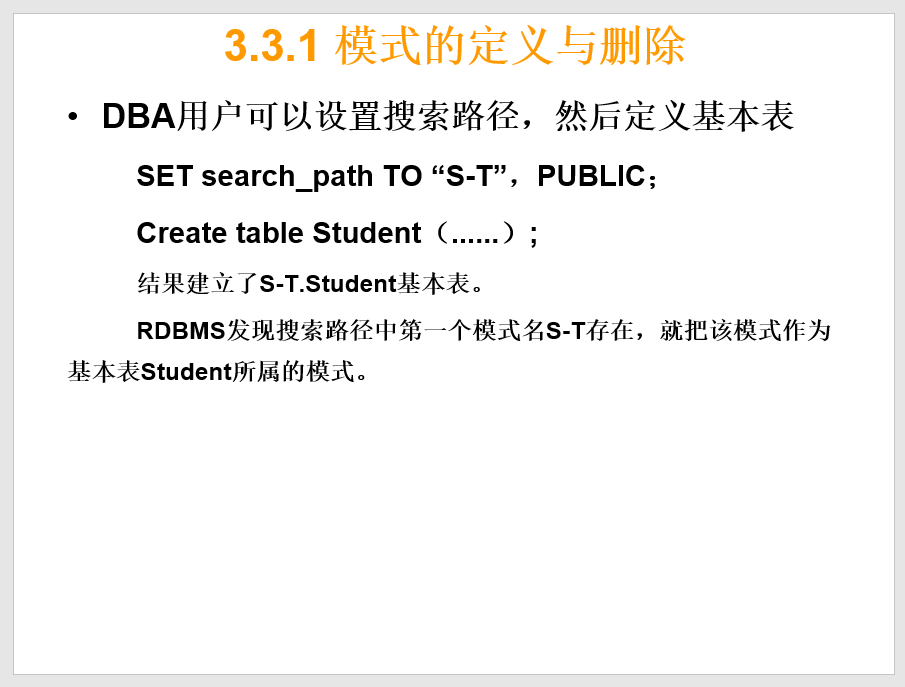 3.3.1 模式的定义与删除
• DBA用户可以设置搜索路径，然后定义基本表
SET search_path TO “S-T”，PUBLIC；
Create table Student（......）;
结果建立了S-T.Student基本表。
RDBMS发现搜索路径中第一个模式名S-T存在，就把该模式作为
基本表Student所属的模式。